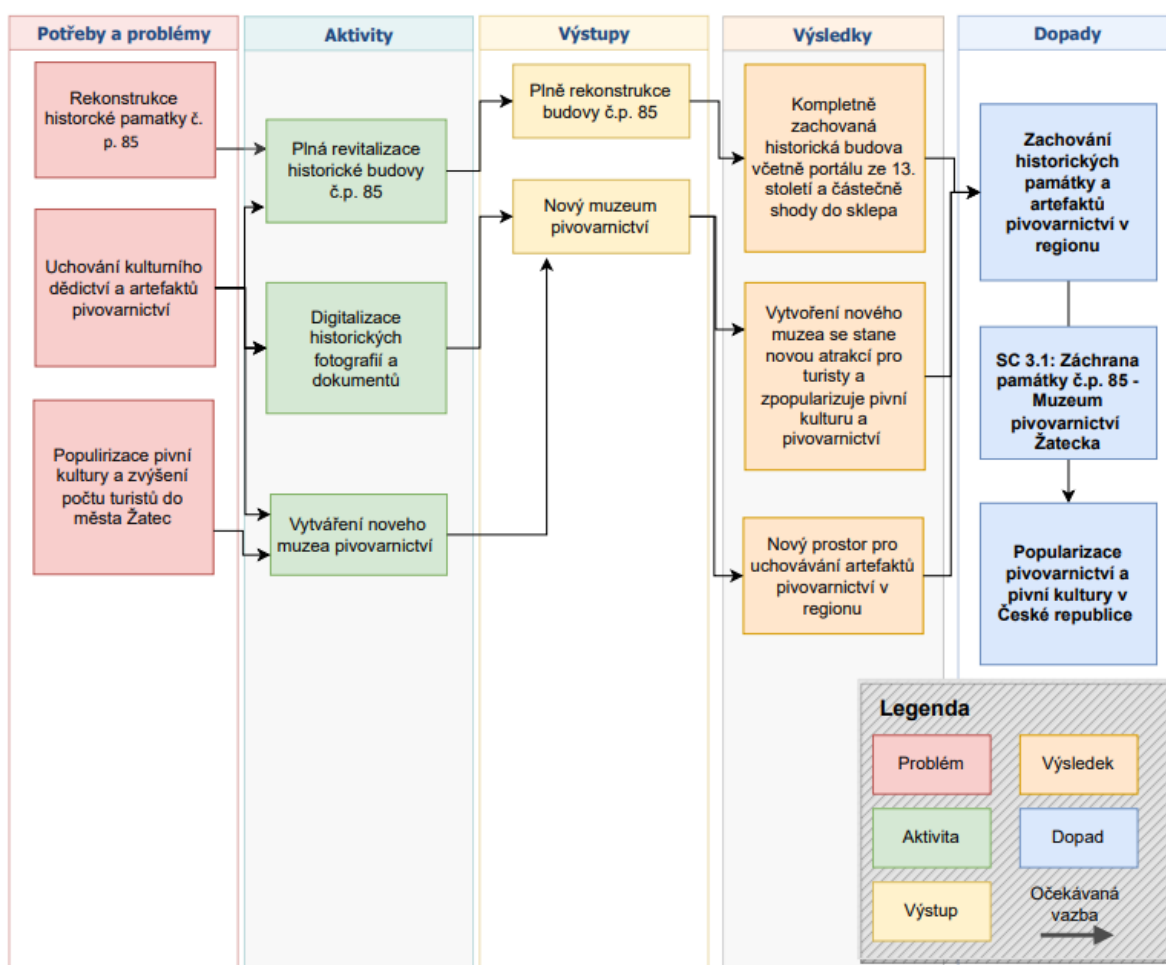 Potřeby a problémy
Aktivity
Výstupy
Výsledky
Dopady
Rekonstrukce
historcké pamatky č.
p. 85
Uchování kulturního
dědictví a artefaktů
pivovarnictví
Populirizace pivní
kultury a zvýšení
počtu turistů do
města Žatec
Plná revitalizace
historické budovy
č.p. 85
Digitalizace
historických
fotografií a
dokumentů
Vytváření noveho
muzea pivovarnictví
Plně rekonstrukce
budovy č.p. 85
Nový muzeum
pivovarnictví
Kompletně
zachovaná
historická budova
včetně portálu ze 13.
století a částečně
shody do sklepa
Vytvoření nového
muzea se stane
novou atrakcí pro
turisty a
zpopularizuje pivní
kulturu a
pivovarnictví
Nový prostor pro
uchovávání artefaktů
pivovarnictví v
regionu
Zachování
historických
památky a
artefaktů
pivovarnictví v
regionu
SC 3.1: Záchrana
památky č.p. 85 -
Muzeum
pivovarnictví
Žatecka
Popularizace
pivovarnictví a
pivní kultury v
České republice
Legenda
Problém
Výsledek
Aktivita
Dopad
Výstup
Očekávaná
vazba